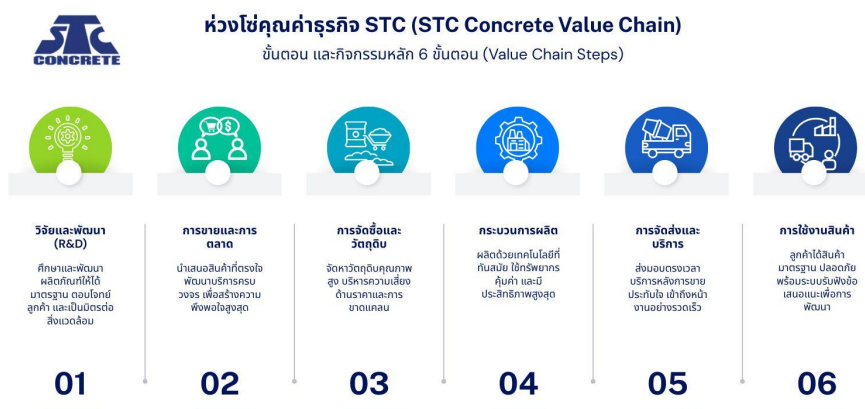 STC
CONCRETE
ห่วงโซ่คุณค่าธุรกิจ STC (STC Concrete Value Chain)
ขั้นตอน และกิจกรรมหลัก 6 ขั้นตอน (Value Chain Steps)
วิจัยและพัฒนา
(R&D)
ศึกษาและพัฒนา
ผลิตภัณฑ์ให้ได้
มาตรฐาน ตอบโจทย์
ลูกค้า และเป็นมิตรต่อ
สิ่งแวดล้อม
01
การขายและการ
ตลาด
นำเสนอสินค้าที่ตรงใจ
พัฒนาบริการครบ
วงจร เพื่อสร้างความ
พึงพอใจสูงสุด
02
การจัดซื้อและ
วัตถุดิบ
จัดหาวัตถุดิบคุณภาพ
สูง บริหารความเสี่ยง
ด้านราคาและการ
ขาดแคลน
03
กระบวนการผลิต
ผลิตด้วยเทคโนโลยีที่
ทันสมัย ใช้ทรัพยากร
คุ้มค่า และมี
ประสิทธิภาพสูงสุด
04
การจัดส่งและ
บริการ
ส่งมอบตรงเวลา
บริการหลังการขาย
ประทับใจ เข้าถึงหน้า
งานอย่างรวดเร็ว
05
การใช้งานสินค้า
ลูกค้าได้สินค้า
มาตรฐาน ปลอดภัย
พร้อมระบบรับฟังข้อ
เสนอแนะเพื่อการ
พัฒนา
06